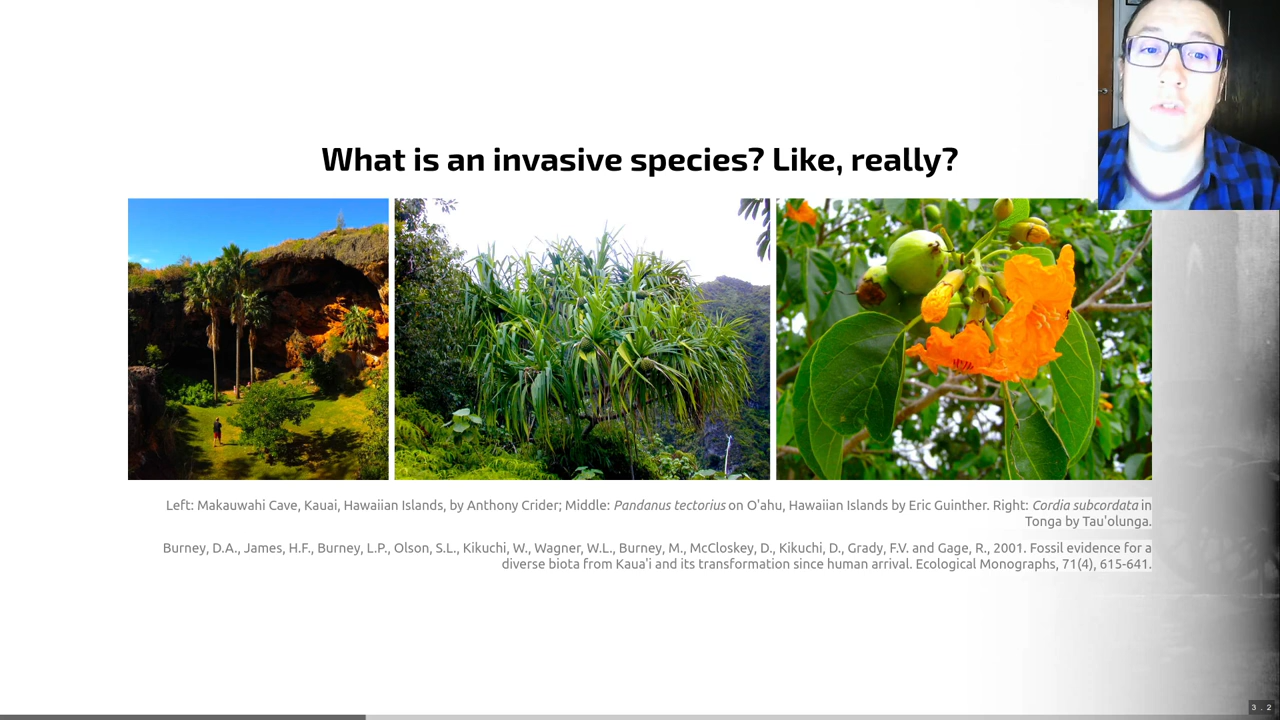 What is an invasive species? Like, really?
Left: Makauwahi Cave, Kauai, Hawaiian Islands, by Anthony Crider; Middle: Pandanus tectorius on O'ahu, Hawaiian Islands by Eric Guinther. Right: Cordia subcordata in
Tonga by Tau'olunga.
Burney, D.A., James, H.F., Burney, L.P., Olson, S.L., Kikuchi, W., Wagner, W.L., Burney, M., McCloskey, D., Kikuchi, D., Grady, F.V. and Gage, R., 2001. Fossil evidence for a
diverse biota from Kaua'i and its transformation since human arrival. Ecological Monographs, 71(4), 615-641.
3.2